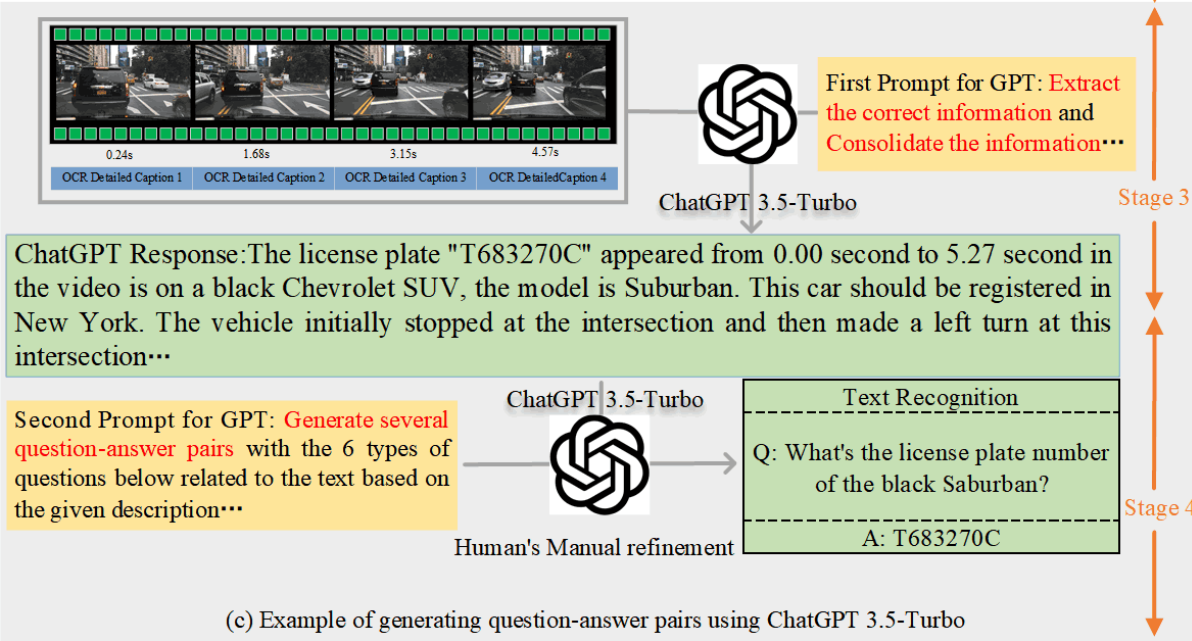 0.24s 1.68s 3.15s 4.57s
OCR Detailed Caption 1 OCR Detailed Caption 2 OCR Detailed Caption 3 OCR DetailedCaption 4
First Prompt for GPT: Extract
the correct information and
Consolidate the information···
ChatGPT 3.5-Turbo
Stage 3
ChatGPT Response:The license plate "T683270C" appeared from 0.00 second to 5.27 second in
the video is on a black Chevrolet SUV, the model is Suburban. This car should be registered in
New York. The vehicle initially stopped at the intersection and then made a left turn at this
intersection···
ChatGPT 3.5-Turbo
Second Prompt for GPT: Generate several
question-answer pairs with the 6 types of
questions below related to the text based on
the given description···
Human's Manual refinement
Text Recognition
Q: What's the license plate number
of the black Saburban?
A: T683270C
Stage 4
(c) Example of generating question-answer pairs using ChatGPT 3.5-Turbo